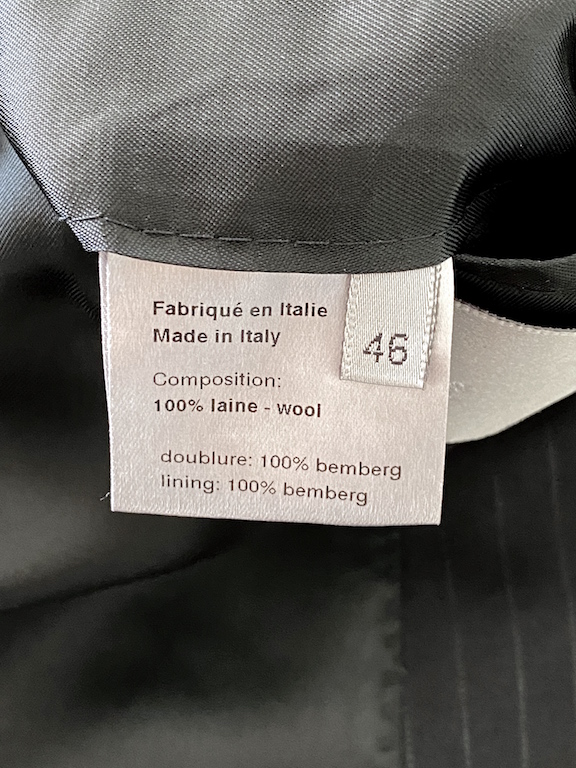 Fabriqué en Italie
Made in Italy
46
Composition:
100% laine - wool
doublure: 100% bemberg
lining: 100% bemberg